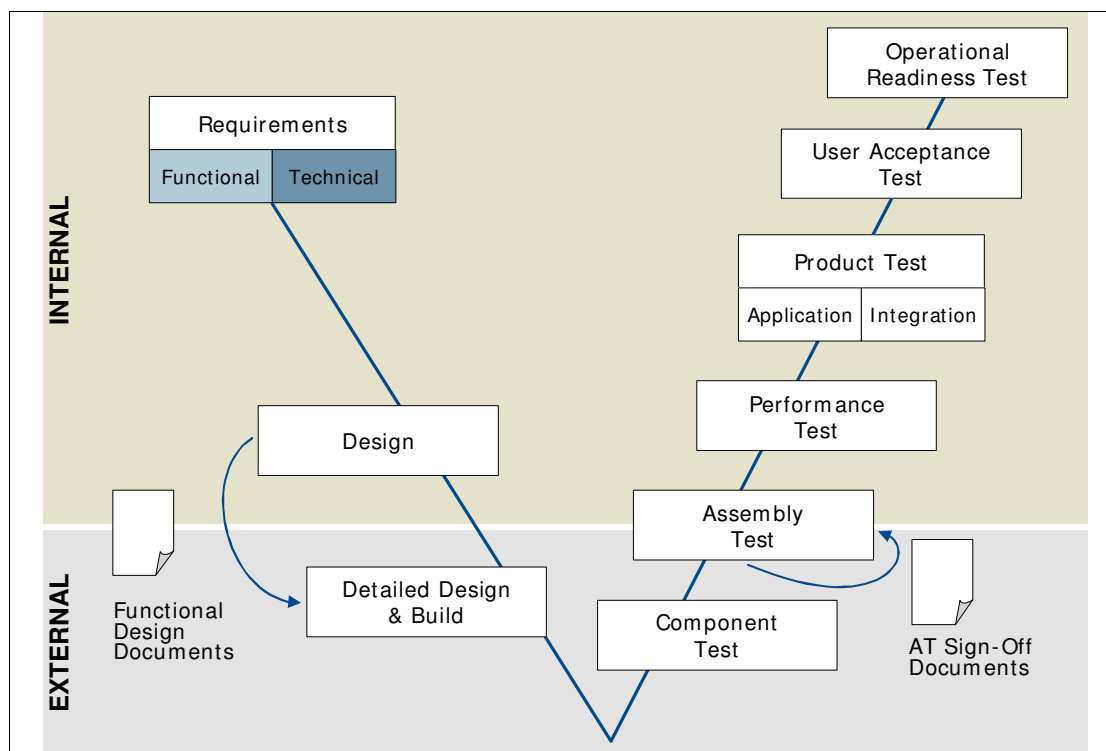 INTERNAL
Requirements
Functional
Technical
Design
Functional
Design
Documents
Operational
Readiness Test
User Acceptance
Test
Product Test
Application
Integration
Performance
Test
Assembly
Test
EXTERNAL
Detailed Design
& Build
Component
Test
AT Sign-Off
Documents